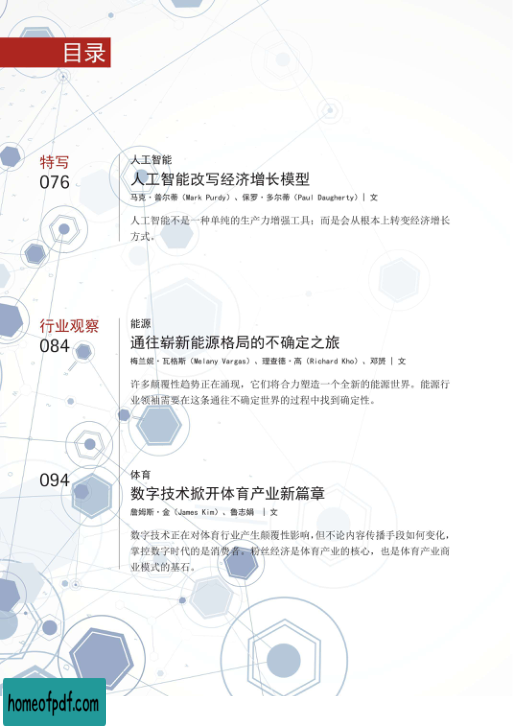 目录
特写
076
人工智能
人工智能改写经济增长模型
马克·普尔蒂（Mark Purdy）、保罗·多尔蒂（Paul Daugherty）| 文
人工智能不是一种单纯的生产力增强工具；而是会从根本上转变经济增长
方式。
行业观察
084
能源
通往崭新能源格局的不确定之旅
梅兰妮·瓦格斯（Melany Vargas）、理查德·高（Richard Kho）、邓赟 | 文
许多颠覆性趋势正在涌现，它们将合力塑造一个全新的能源世界。能源行
业领袖需要在这条通往不确定世界的过程中找到确定性。
094
体育
数字技术掀开体育产业新篇章
詹姆斯·金（James Kim）、鲁志娟 | 文
数字技术正在对体育行业产生颠覆性影响，但不论内容传播手段如何变化，
掌控数字时代的是消费者。粉丝经济是体育产业的核心，也是体育产业商
业模式的基石。
homeofpdf.com